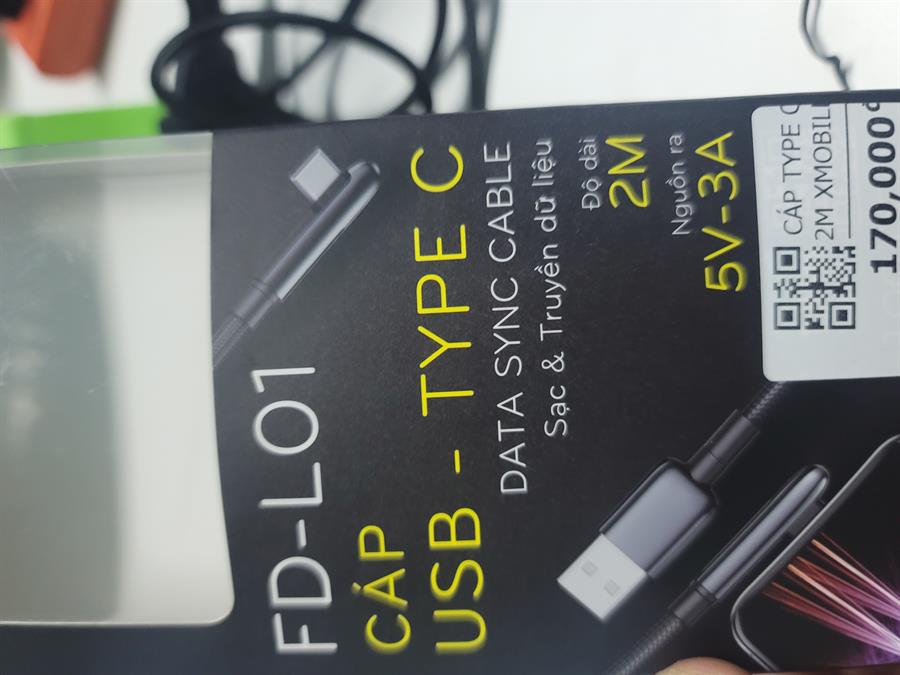 FD-L01
CÁP
USB - TYPE C
DATA SYNC CABLE
Sạc & Truyền dữ liệu
Độ dài
2M
Nguồn ra
5V-3A
CÁP TYPE C
2M XMOBIL
170,000 đ